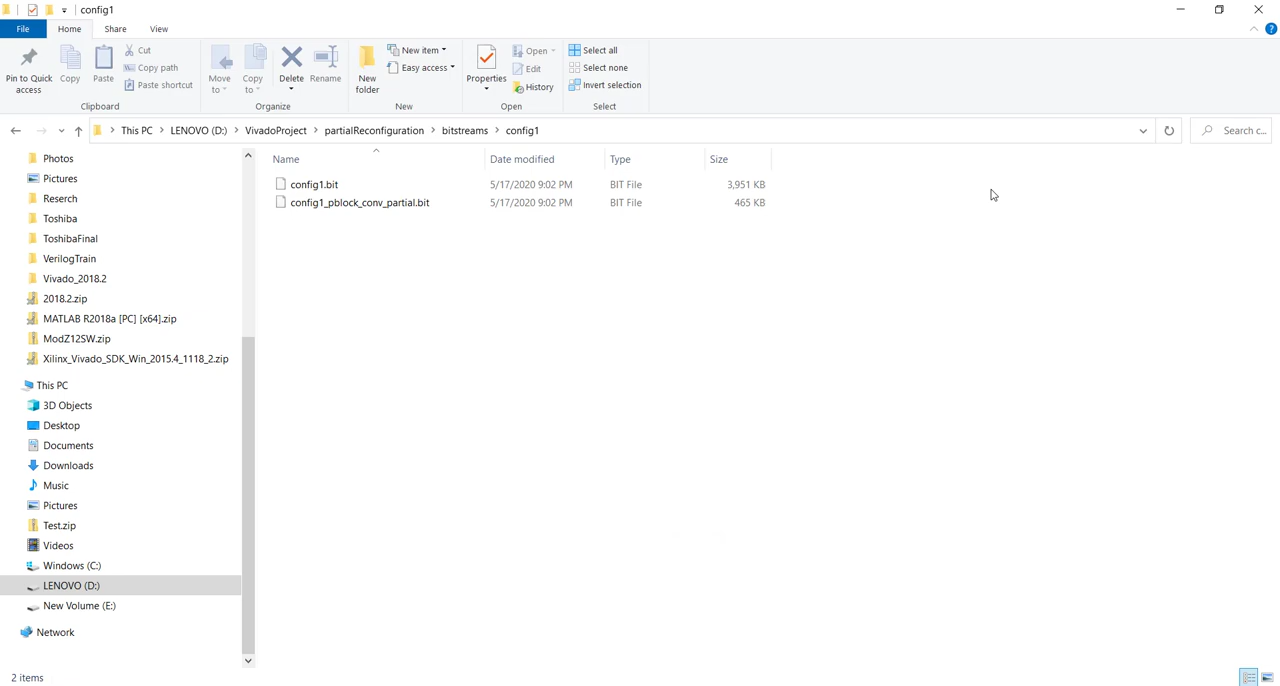 config1
File Home Share View
Pin to Quick access
Copy
Paste
Cut
Copy path
Paste shortcut
Clipboard
Move to
Copy to
Delete
Rename
Organize
New folder
New item
Easy access
New
Properties
Open
Edit
History
Open
Select all
Select none
Invert selection
Select
This PC LENOVO (D:) VivadoProject partialReconfiguration bitstreams config1
Search c...
Photos
Pictures
Reserch
Toshiba
ToshibaFinal
VerilogTrain
Vivado_2018.2
2018.2.zip
MATLAB R2018a [PC] [x64].zip
ModZ12SW.zip
Xilinx_Vivado_SDK_Win_2015.4_1118_2.zip
This PC
3D Objects
Desktop
Documents
Downloads
Music
Pictures
Test.zip
Videos
Windows (C:)
LENOVO (D:)
New Volume (E:)
Network
Name Date modified Type Size
config1.bit 5/17/2020 9:02 PM BIT File 3,951 KB
config1_pblock_conv_partial.bit 5/17/2020 9:02 PM BIT File 465 KB
2 items